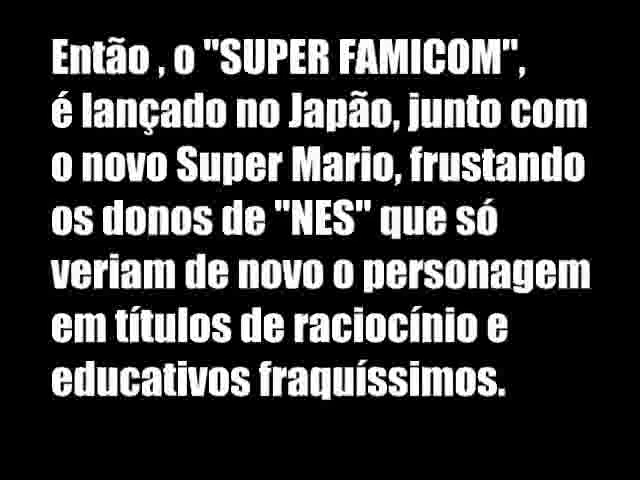 Então , o "SUPER FAMICOM",
é lançado no Japão, junto com
o novo Super Mario, frustando
os donos de "NES" que só
veriam de novo o personagem
em títulos de raciocínio e
educativos fraquíssimos.